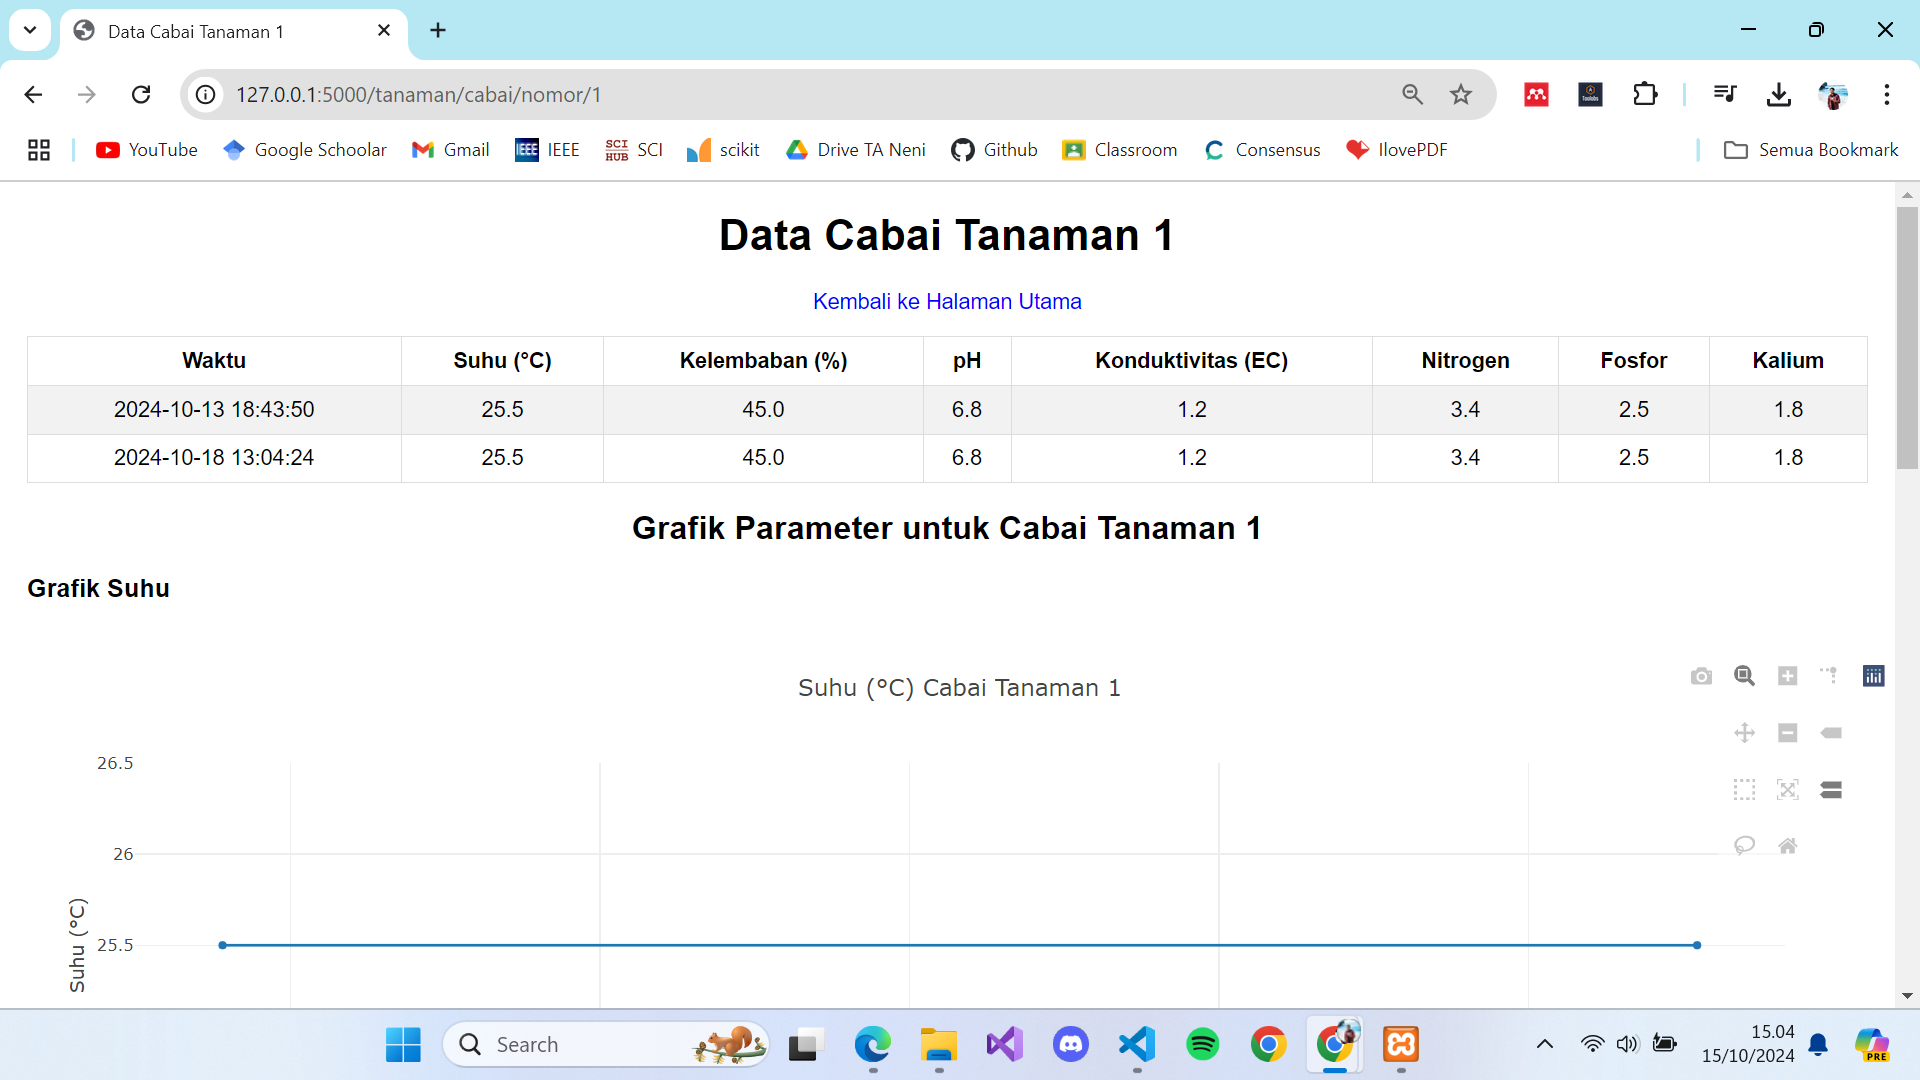 Data Cabai Tanaman 1
127.0.0.1:5000/tanaman/cabai/nomor/1
Toolabs
YouTube
Google Schoolar
Gmail
IEEE IEEE
SCI HUB SCI
scikit
Drive TA Neni
Github
Classroom
Consensus
IlovePDF
Semua Bookmark
Data Cabai Tanaman 1
Kembali ke Halaman Utama
Waktu Suhu (°C) Kelembaban (%) pH Konduktivitas (EC) Nitrogen Fosfor Kalium
2024-10-13 18:43:50 25.5 45.0 6.8 1.2 3.4 2.5 1.8
2024-10-18 13:04:24 25.5 45.0 6.8 1.2 3.4 2.5 1.8
Grafik Parameter untuk Cabai Tanaman 1
Grafik Suhu
Suhu (°C) Cabai Tanaman 1
26.5
26
25.5
Suhu (°C)
Search
15.04
15/10/2024
PRE